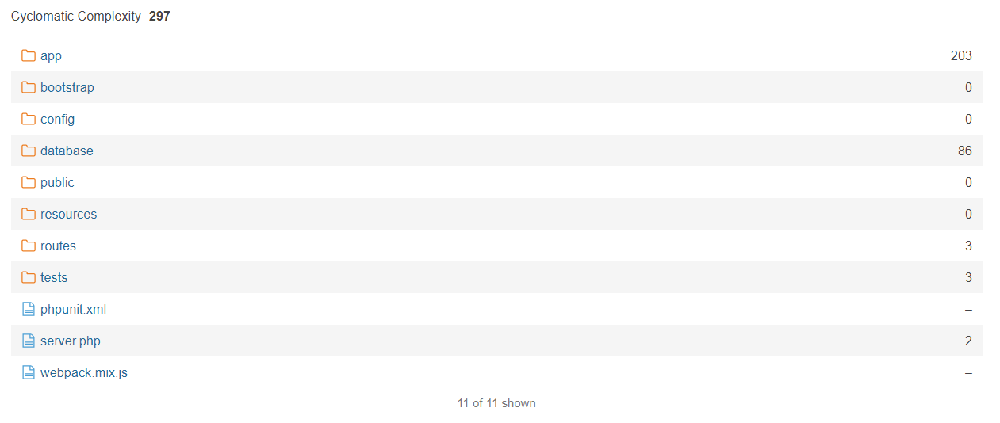 Cyclomatic Complexity 297
app 203
bootstrap 0
config 0
database 86
public 0
resources 0
routes 3
tests 3
phpunit.xml –
server.php 2
webpack.mix.js –
11 of 11 shown